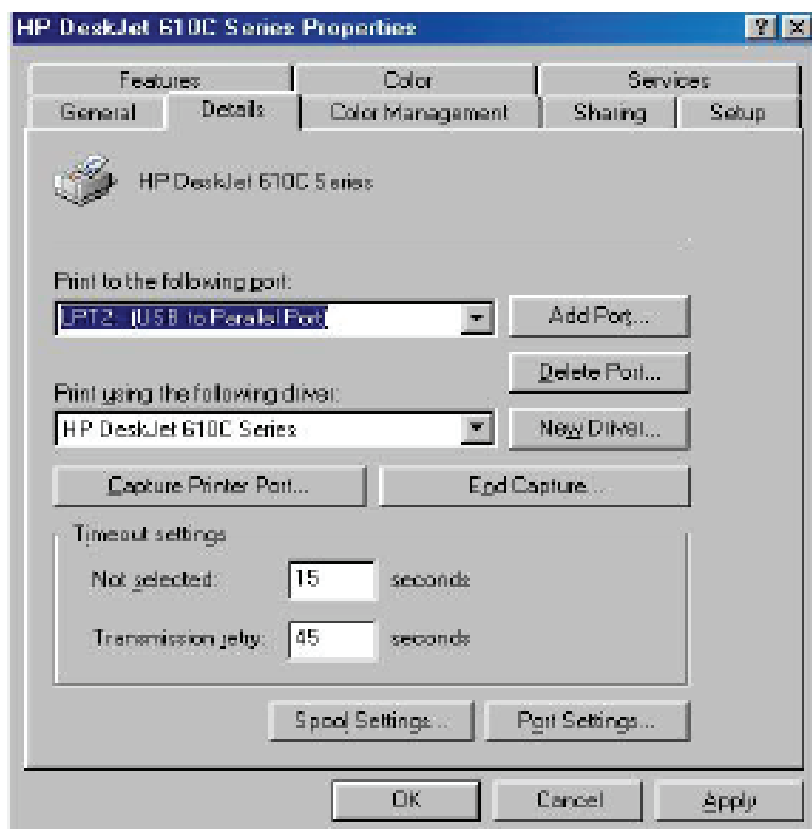 HP DeskJet 610C Series Properties
Features Color Services
General Details Color Management Sharing Setup
HP DeskJet 610C Series
Print to the following port:
LPT2: (USB to Parallel Port) Add Port...
Delete Port...
Print using the following driver:
HP DeskJet 610C Series New Driver...
Capture Printer Port... End Capture...
Timeout settings
Not selected: 15 seconds
Transmission retry: 45 seconds
Spool Settings... Port Settings...
OK Cancel Apply